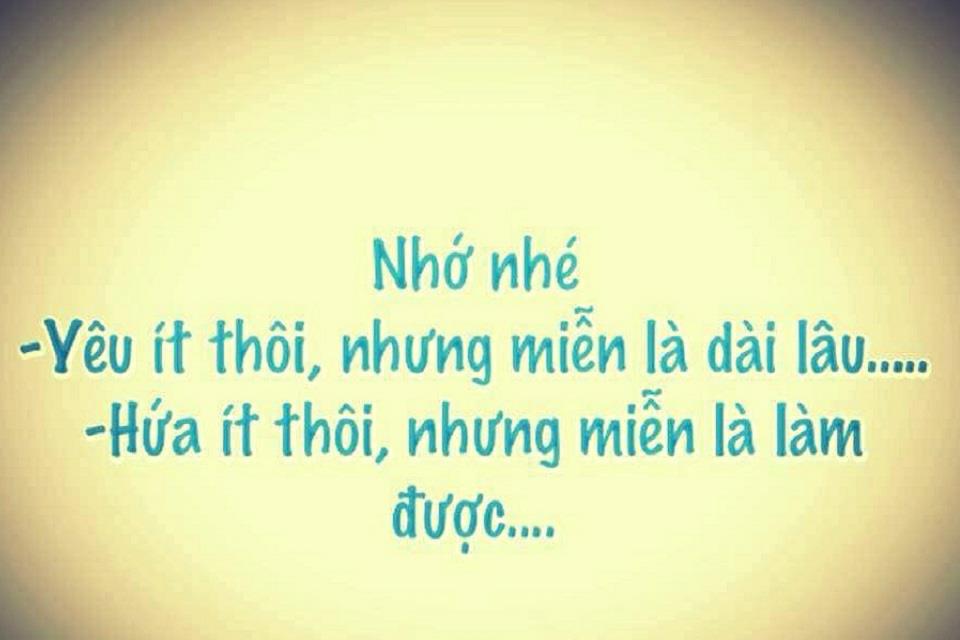 Nhớ nhé
-Yêu ít thôi, nhưng miễn là dài lâu.....
-Hứa ít thôi, nhưng miễn là làm
được....